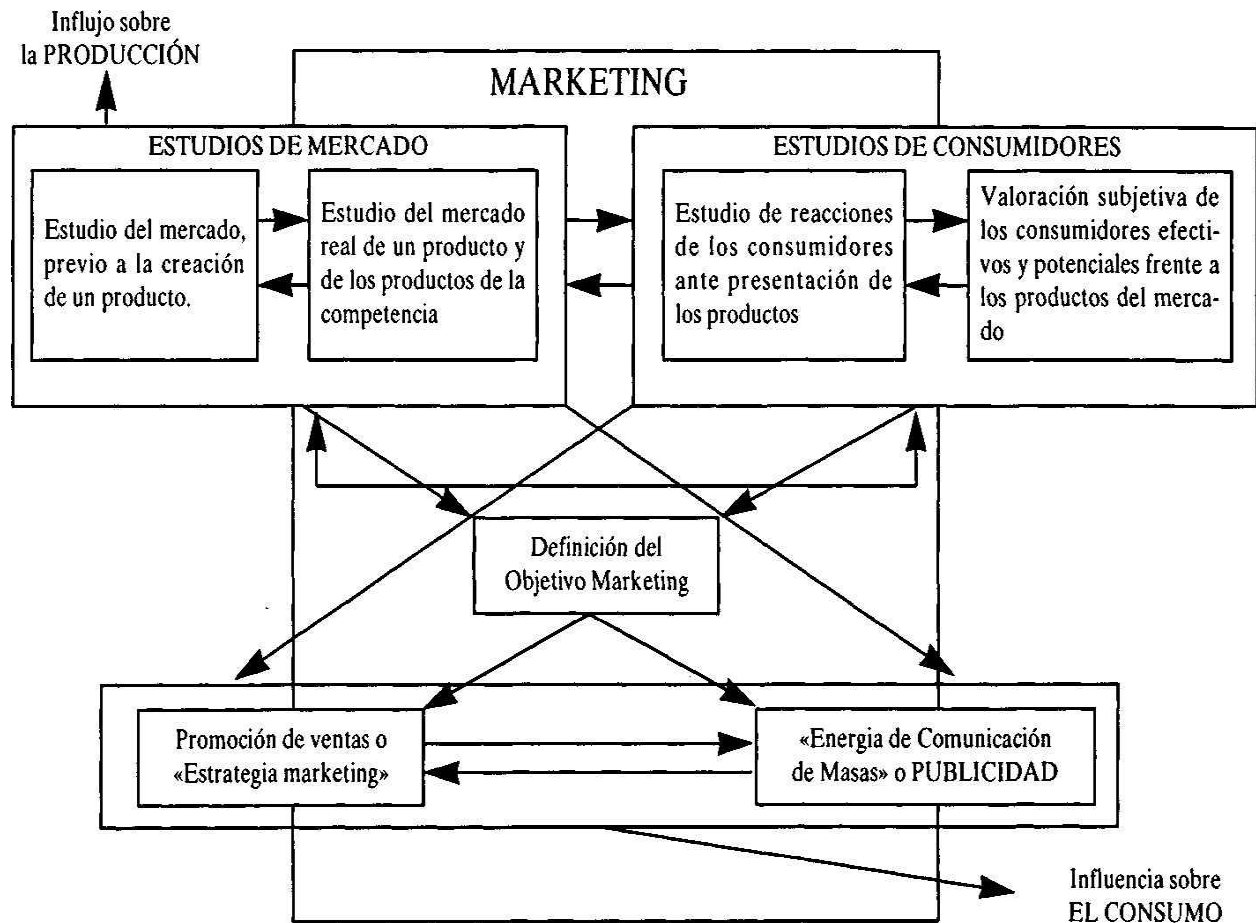 Influjo sobre
la PRODUCCIÓN
MARKETING
ESTUDIOS DE MERCADO
Estudio del mercado,
previo a la creación
de un producto.
Estudio del mercado
real de un producto y
de los productos de la
competencia
ESTUDIOS DE CONSUMIDORES
Estudio de reacciones
de los consumidores
ante presentación de
los productos
Valoración subjetiva de
los consumidores efecti-
vos y potenciales frente a
los productos del merca-
do
Definición del
Objetivo Marketing
Promoción de ventas o
«Estrategia marketing»
«Energia de Comunicación
de Masas» o PUBLICIDAD
Influencia sobre
EL CONSUMO